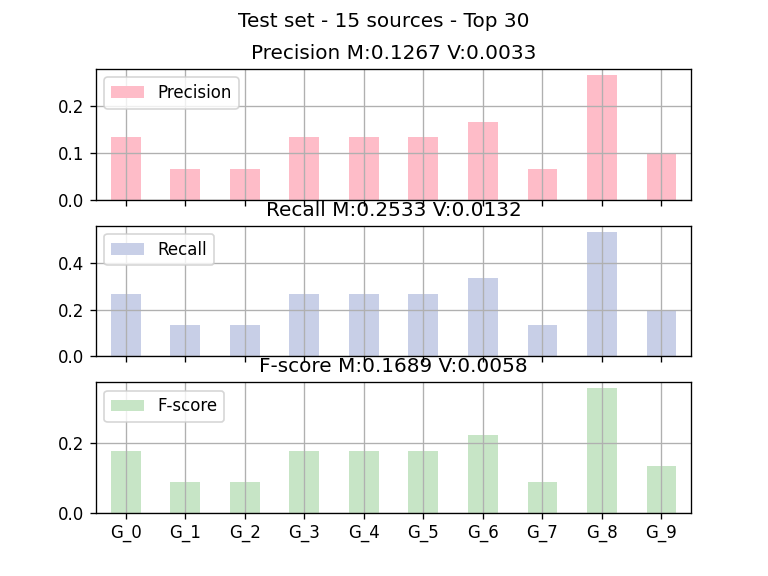 Test set - 15 sources - Top 30
Precision M:0.1267 V:0.0033
Precision
0.2
0.1
0.0
Recall M:0.2533 V:0.0132
Recall
0.4
0.2
0.0
F-score M:0.1689 V:0.0058
F-score
0.2
0.0
G_0 G_1 G_2 G_3 G_4 G_5 G_6 G_7 G_8 G_9